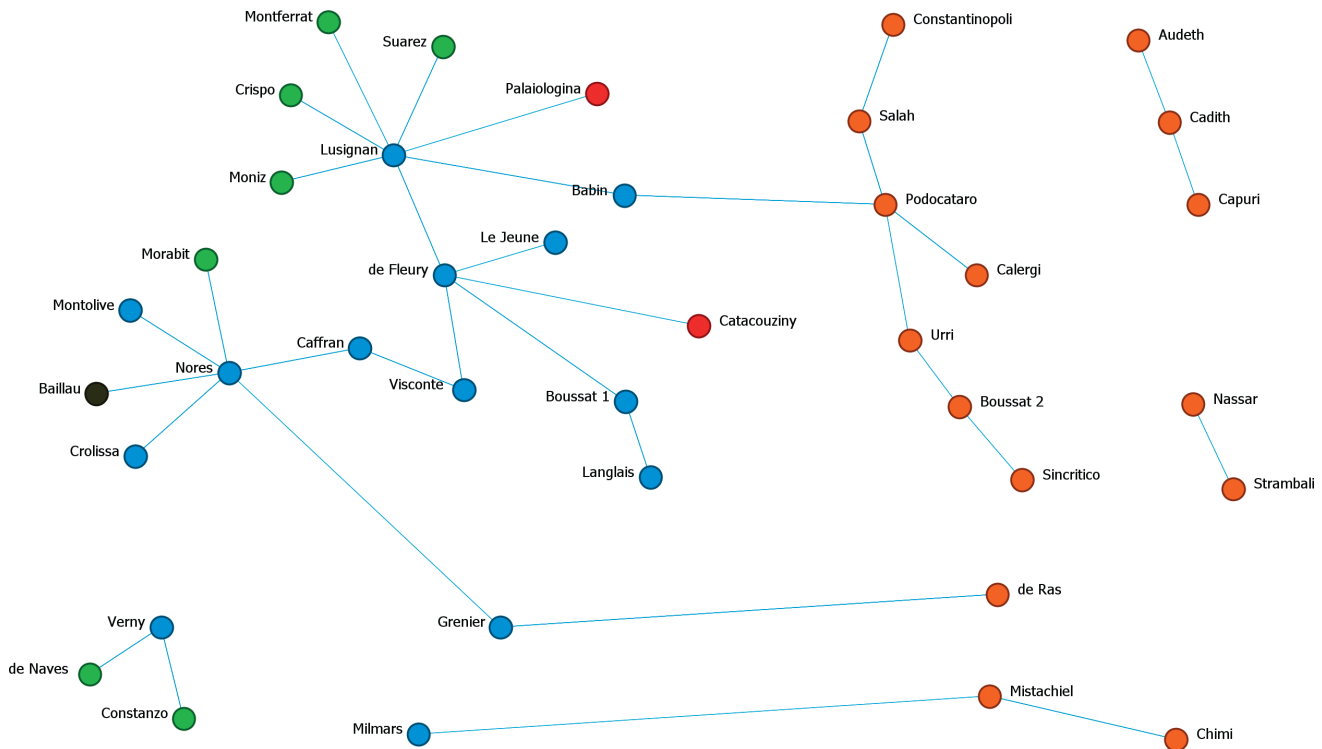 Montferrat
Constantinopoli
Suarez
Audeth
Crispo
Palaiologina
Salah
Cadith
Lusignan
Moniz
Babin
Podocataro
Capuri
Le Jeune
Morabit
de Fleury
Calergi
Montolive
Catacouziny
Urri
Caffran
Nores
Visconte
Baillau
Boussat 1
Boussat 2
Nassar
Crolissa
Langlais
Sincritico
Strambali
de Ras
Verny
Grenier
de Naves
Mistachiel
Constanzo
Milmars
Chimi